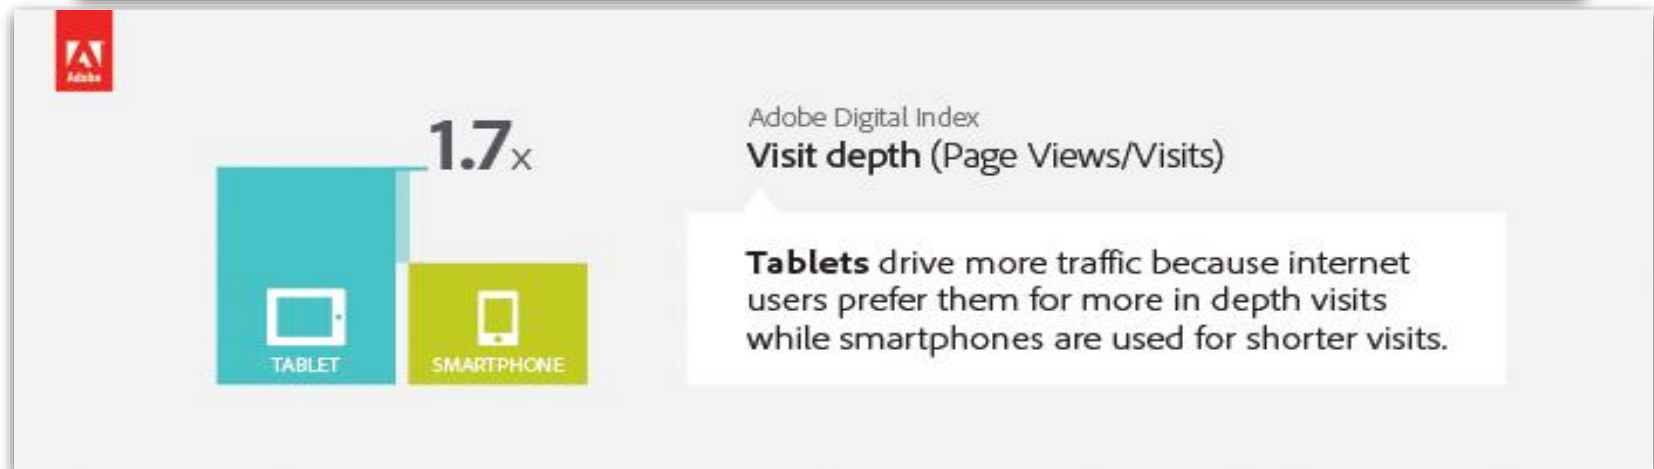 Adobe
1.7x
TABLET
SMARTPHONE
Adobe Digital Index
Visit depth (Page Views/Visits)
Tablets drive more traffic because internet
users prefer them for more in depth visits
while smartphones are used for shorter visits.